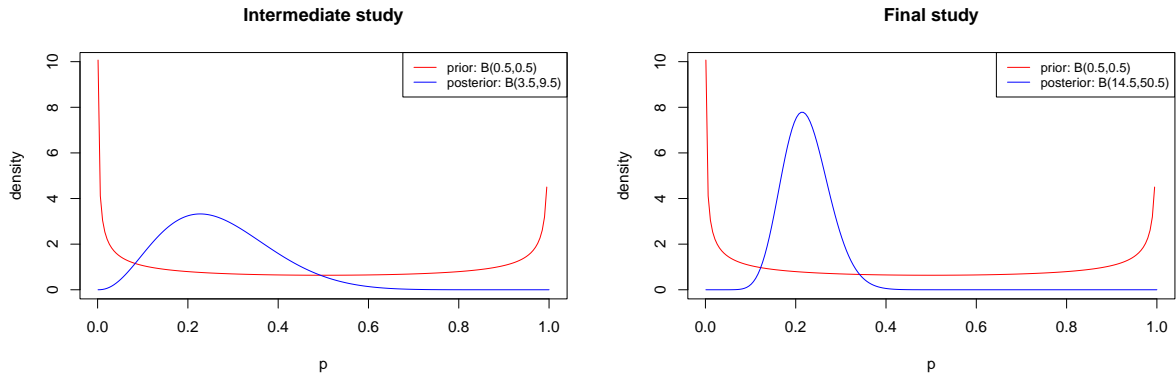 Intermediate study
prior: B(0.5,0.5)
posterior: B(3.5,9.5)
density
0 2 4 6 8 10
0.0 0.2 0.4 0.6 0.8 1.0
p
Final study
prior: B(0.5,0.5)
posterior: B(14.5,50.5)
density
0 2 4 6 8 10
0.0 0.2 0.4 0.6 0.8 1.0
p